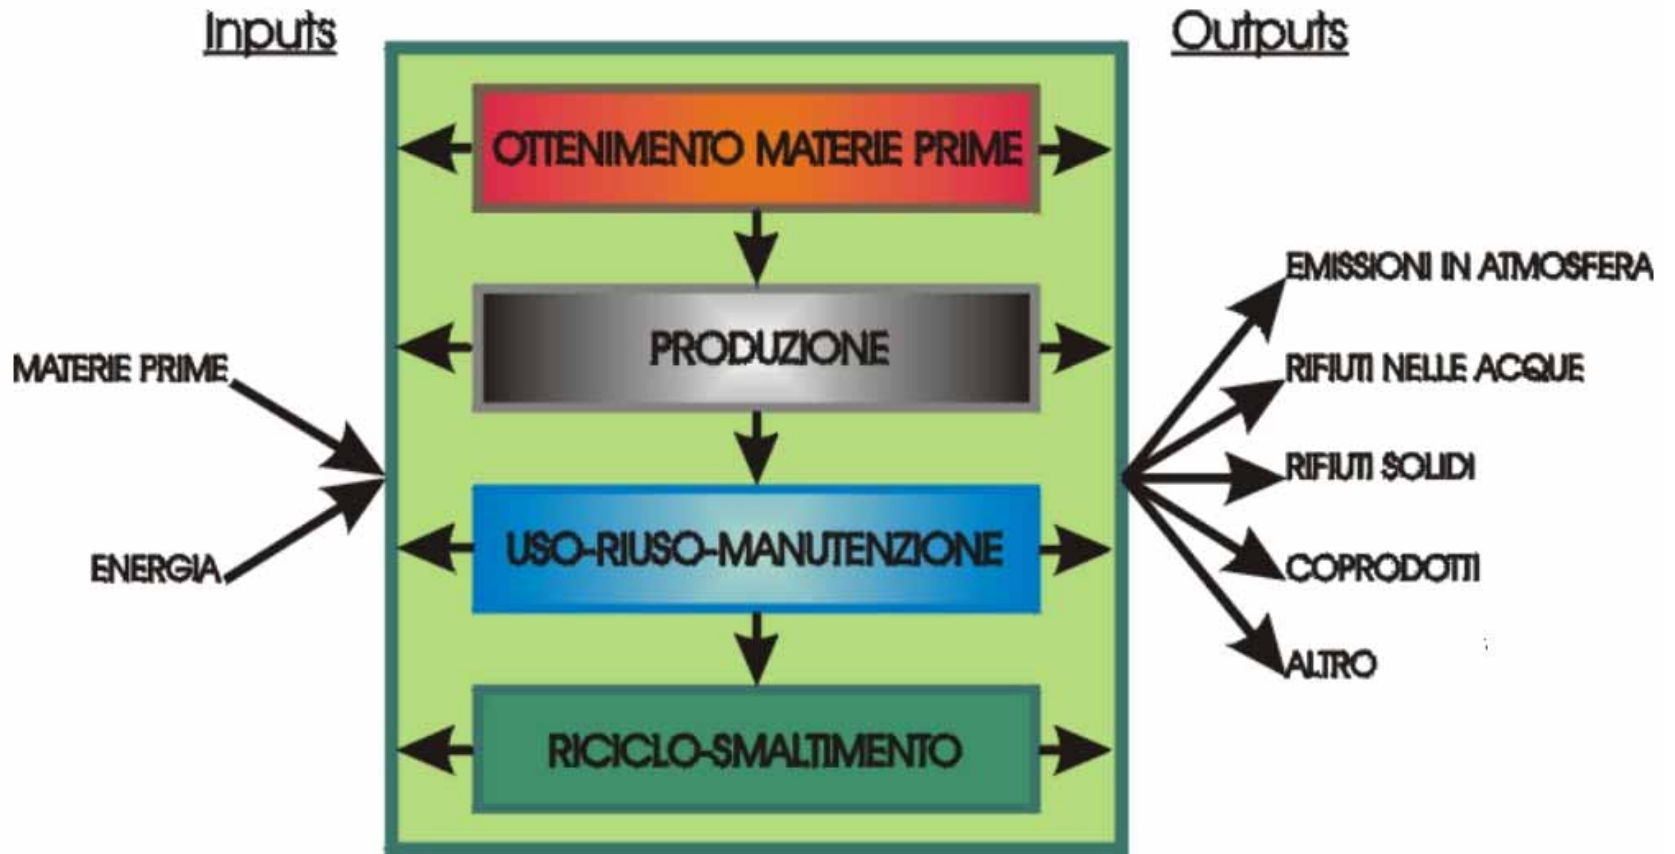 Inputs
Outputs
OTTENIMENTO MATERIE PRIME
PRODUZIONE
USO-RIUSO-MANUTENZIONE
RICICLO-SMALTIMENTO
MATERIE PRIME
ENERGIA
EMISSIONI IN ATMOSFERA
RIFIUTI NELLE ACQUE
RIFIUTI SOLIDI
COPRODOTTI
ALTRO